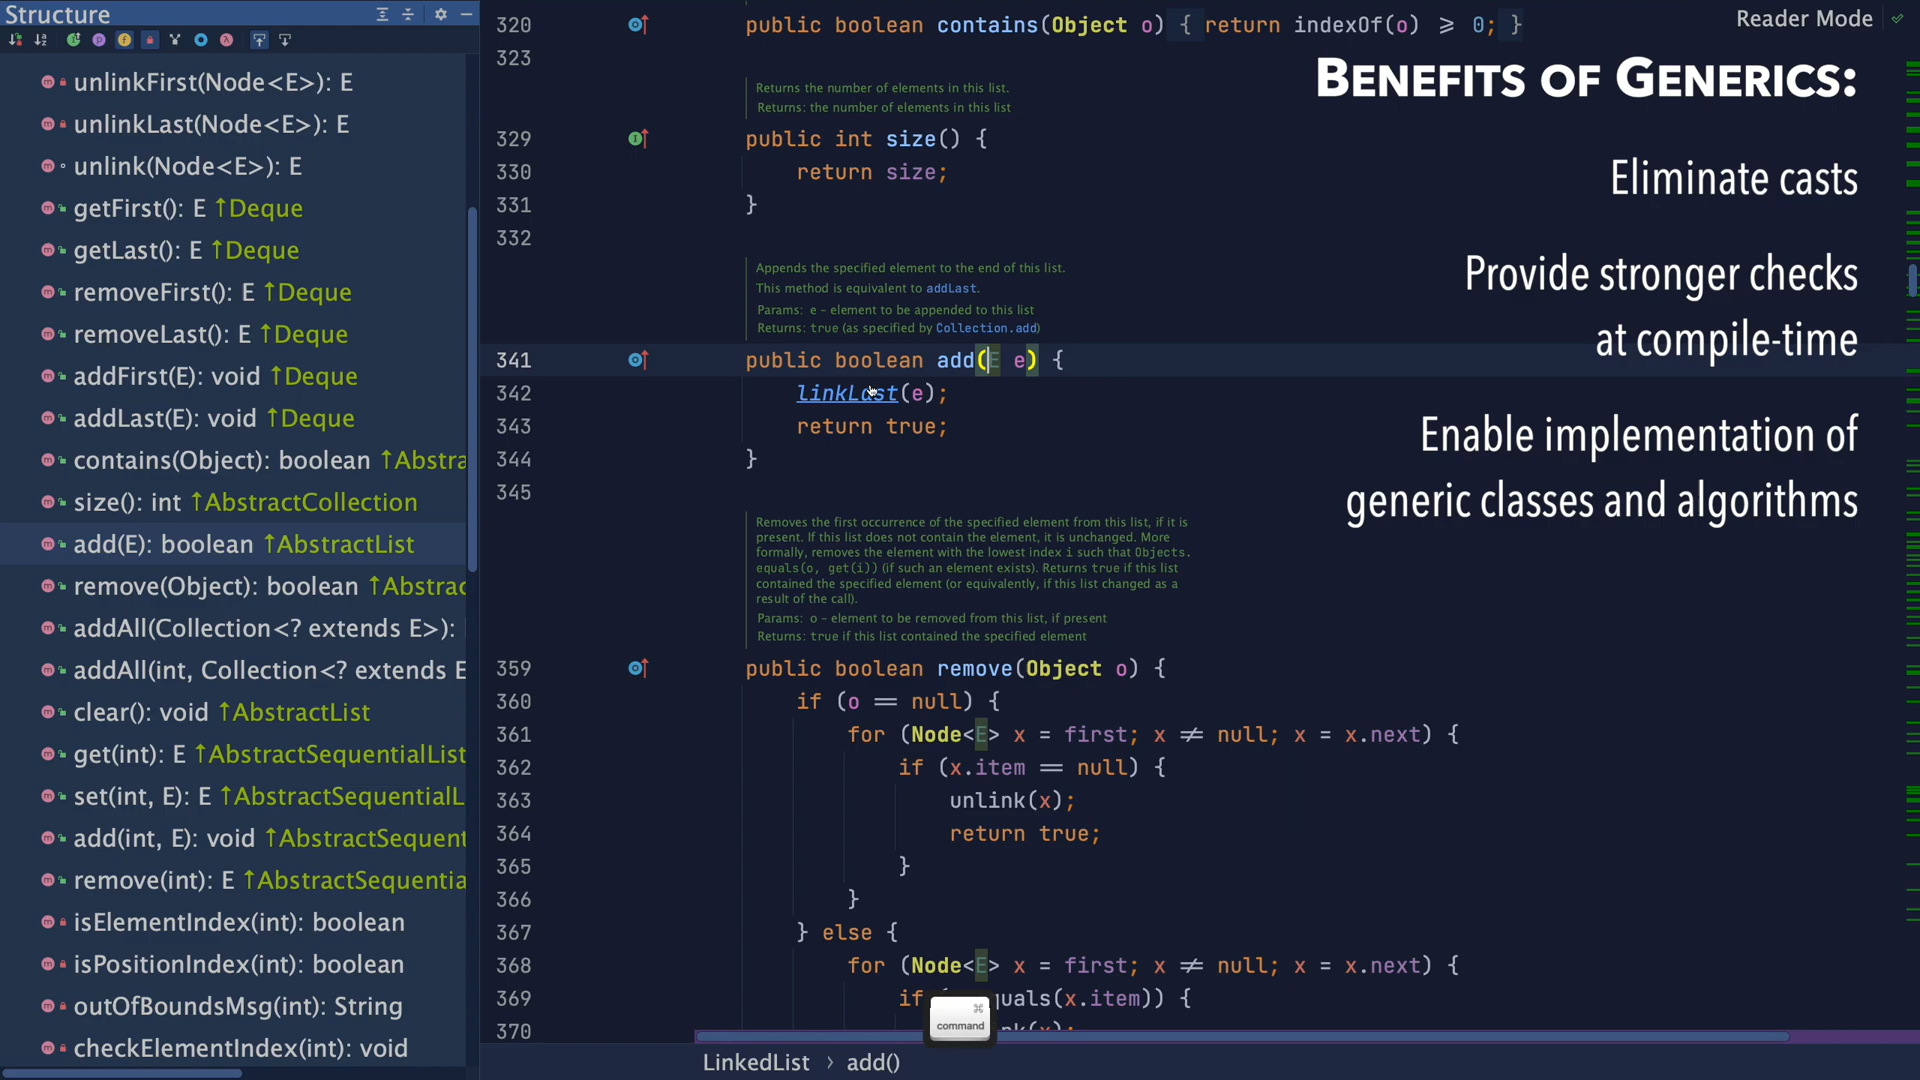 Structure
unlinkFirst(Node<E>): E
unlinkLast(Node<E>): E
unlink(Node<E>): E
getFirst(): E ↑Deque
getLast(): E ↑Deque
removeFirst(): E ↑Deque
removeLast(): E ↑Deque
addFirst(E): void ↑Deque
addLast(E): void ↑Deque
contains(Object): boolean ↑Abstra
size(): int ↑AbstractCollection
add(E): boolean ↑AbstractList
remove(Object): boolean ↑Abstrac
addAll(Collection<? extends E>):
addAll(int, Collection<? extends E
clear(): void ↑AbstractList
get(int): E ↑AbstractSequentialList
set(int, E): E ↑AbstractSequentialL
add(int, E): void ↑AbstractSequent
remove(int): E ↑AbstractSequentia
isElementIndex(int): boolean
isPositionIndex(int): boolean
outOfBoundsMsg(int): String
checkElementIndex(int): void
320 public boolean contains(Object o) { return indexOf(o) ⩾ 0; }
323
Returns the number of elements in this list.
Returns: the number of elements in this list
329 public int size() {
330 return size;
331 }
332
Appends the specified element to the end of this list.
This method is equivalent to addLast.
Params: e – element to be appended to this list
Returns: true (as specified by Collection.add)
341 public boolean add(E e) {
342 linkLast(e);
343 return true;
344 }
345
Removes the first occurrence of the specified element from this list, if it is
present. If this list does not contain the element, it is unchanged. More
formally, removes the element with the lowest index i such that Objects.
equals(o, get(i)) (if such an element exists). Returns true if this list
contained the specified element (or equivalently, if this list changed as a
result of the call).
Params: o – element to be removed from this list, if present
Returns: true if this list contained the specified element
359 public boolean remove(Object o) {
360 if (o == null) {
361 for (Node<E> x = first; x ≠ null; x = x.next) {
362 if (x.item == null) {
363 unlink(x);
364 return true;
365 }
366 }
367 } else {
368 for (Node<E> x = first; x ≠ null; x = x.next) {
369 if quals(x.item)) {
370 nk(x);
⌘
command
LinkedList › add()
Reader Mode
BENEFITS OF GENERICS:
Eliminate casts
Provide stronger checks
at compile-time
Enable implementation of
generic classes and algorithms